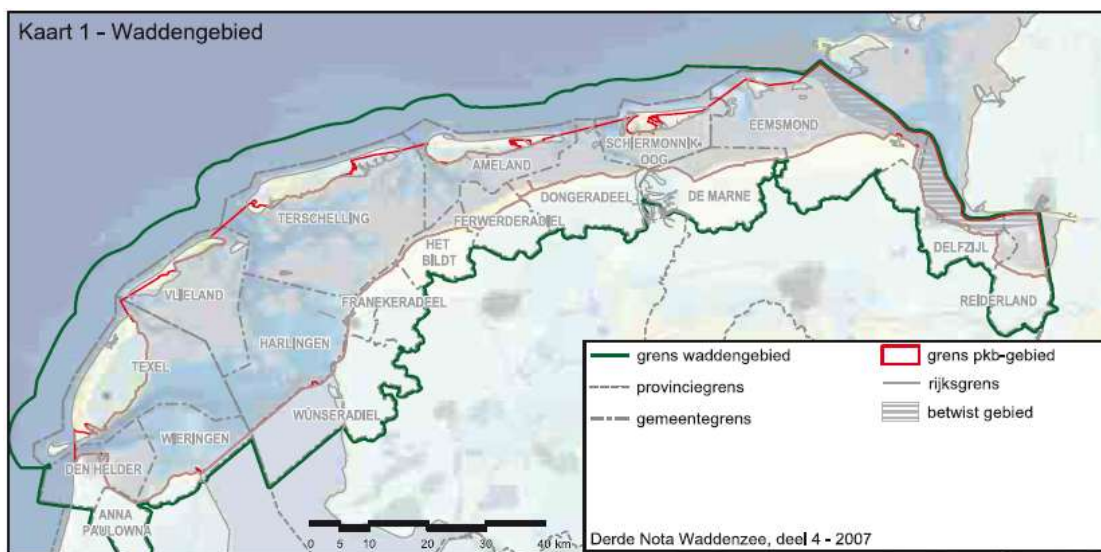 Kaart 1 - Waddengebied
EEMSMOND
SCHIERMONNIK-
OOG
AMELAND
DONGERADEEL
DE MARNE
TERSCHELLING
FERWERDERADIEL
HET
BILDT
DELFZIJL
VLIELAND
FRANEKERADEEL
REIDERLAND
HARLINGEN
TEXEL
WÛNSERADIEL
WIERINGEN
DEN HELDER
ANNA
PAULOWNA
grens waddengebied
provinciegrens
gemeentegrens
grens pkb-gebied
rijksgrens
betwist gebied
0 5 10 20 30 40 km
Derde Nota Waddenzee, deel 4 - 2007